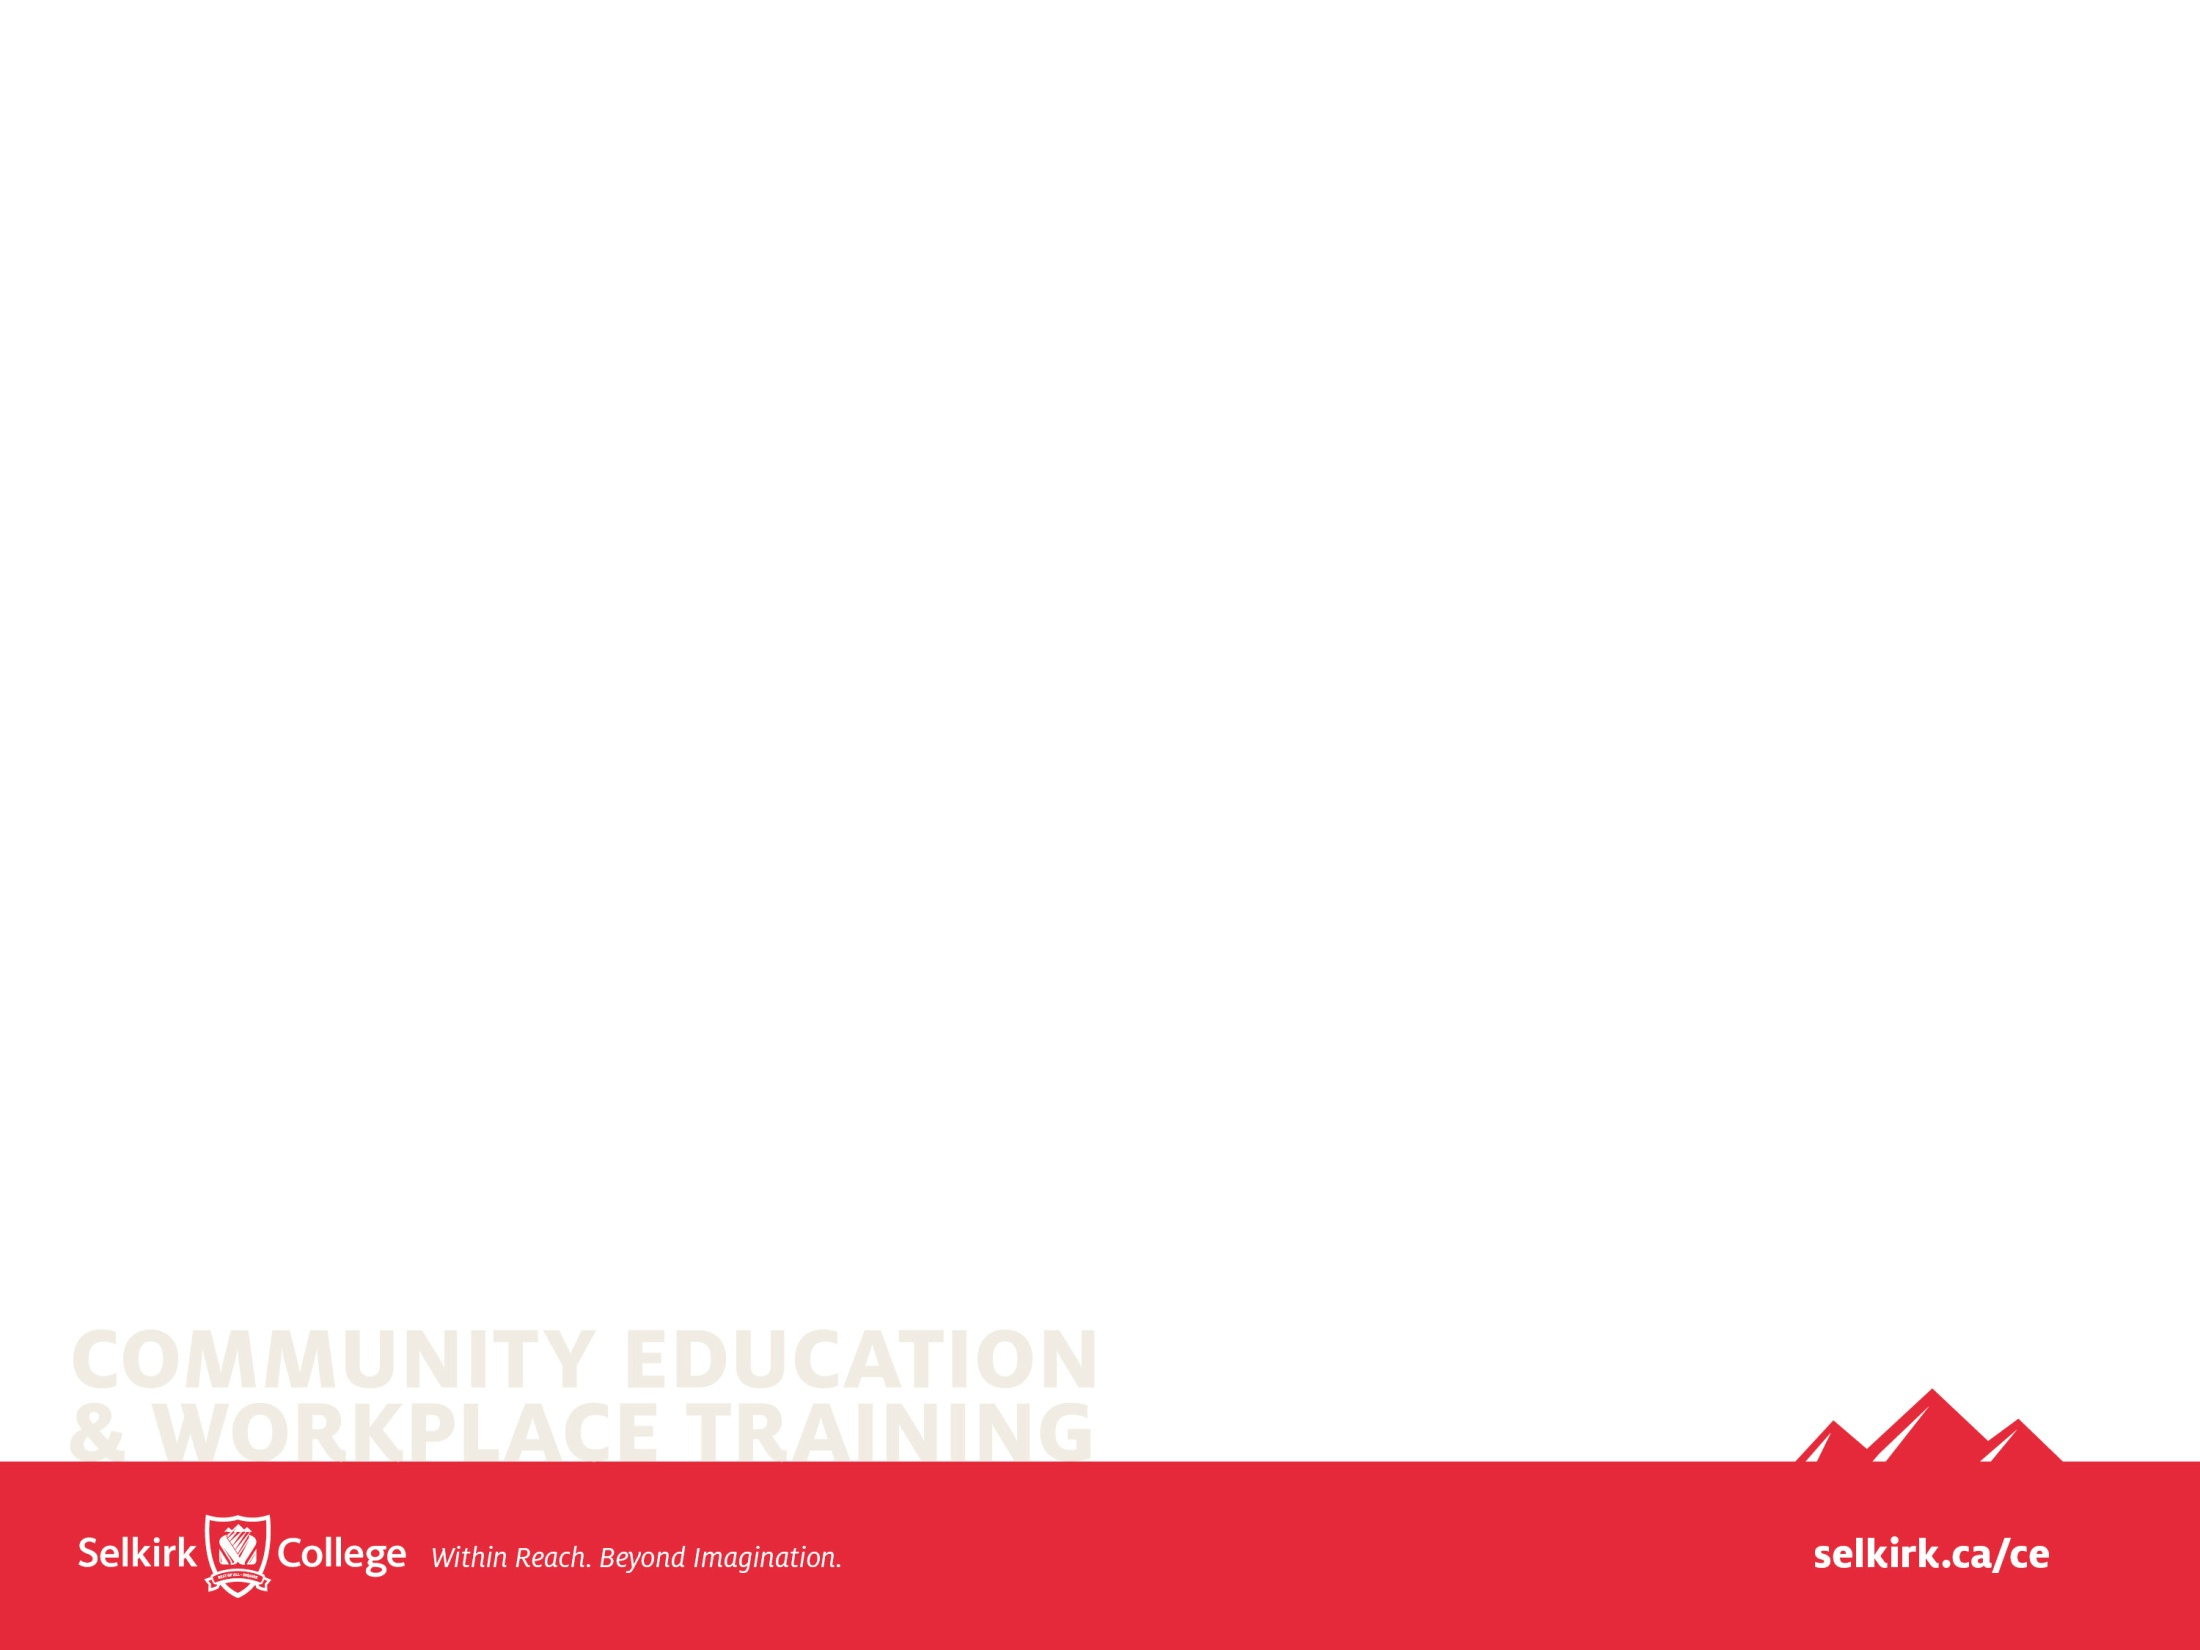 COMMUNITY EDUCATION
& WORKPLACE TRAINING
Selkirk College Within Reach. Beyond Imagination.
selkirk.ca/ce